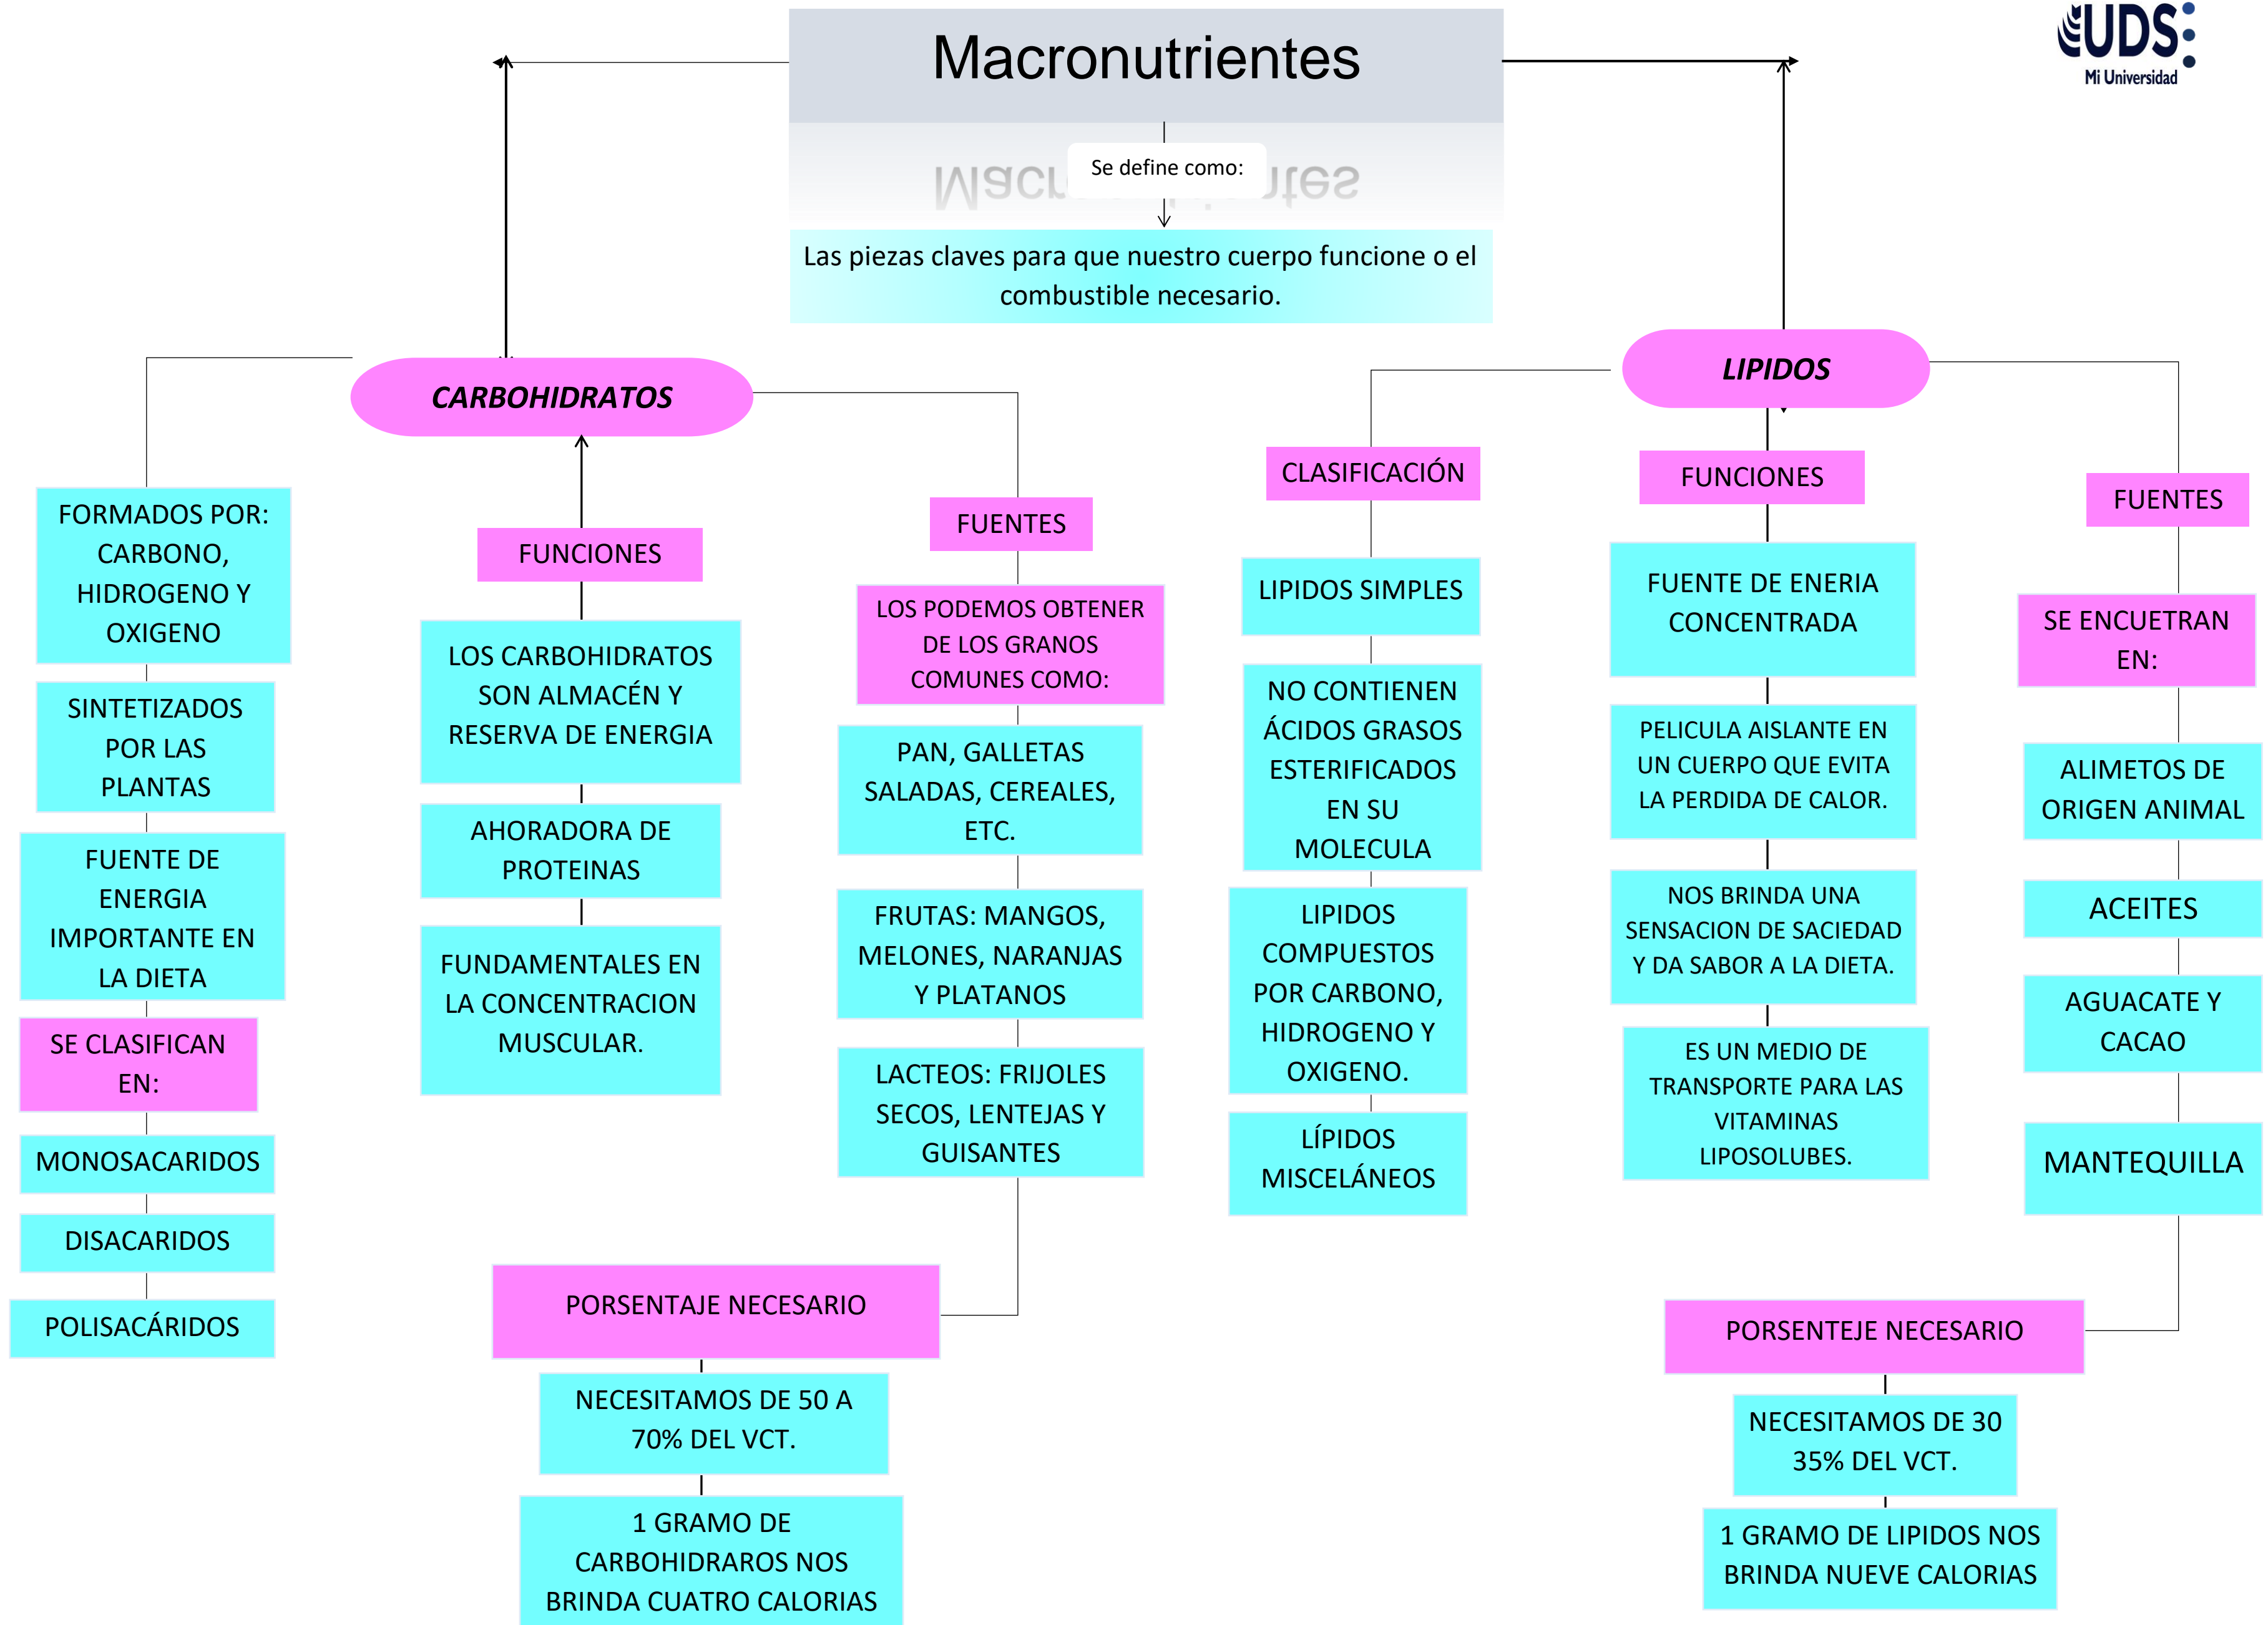 Macronutrientes
UDS
Mi Universidad
Se define como:
Las piezas claves para que nuestro cuerpo funcione o el
combustible necesario.
CARBOHIDRATOS
FORMADOS POR:
CARBONO,
HIDROGENO Y
OXIGENO
SINTETIZADOS
POR LAS
PLANTAS
FUENTE DE
ENERGIA
IMPORTANTE EN
LA DIETA
SE CLASIFICAN
EN:
MONOSACARIDOS
DISACARIDOS
POLISACÁRIDOS
FUNCIONES
LOS CARBOHIDRATOS
SON ALMACÉN Y
RESERVA DE ENERGIA
AHORADORA DE
PROTEINAS
FUNDAMENTALES EN
LA CONCENTRACION
MUSCULAR.
FUENTES
LOS PODEMOS OBTENER
DE LOS GRANOS
COMUNES COMO:
PAN, GALLETAS
SALADAS, CEREALES,
ETC.
FRUTAS: MANGOS,
MELONES, NARANJAS
Y PLATANOS
LACTEOS: FRIJOLES
SECOS, LENTEJAS Y
GUISANTES
PORSENTAJE NECESARIO
NECESITAMOS DE 50 A
70% DEL VCT.
1 GRAMO DE
CARBOHIDRAROS NOS
BRINDA CUATRO CALORIAS
LIPIDOS
CLASIFICACIÓN
LIPIDOS SIMPLES
NO CONTIENEN
ÁCIDOS GRASOS
ESTERIFICADOS
EN SU
MOLECULA
LIPIDOS
COMPUESTOS
POR CARBONO,
HIDROGENO Y
OXIGENO.
LÍPIDOS
MISCELÁNEOS
FUNCIONES
FUENTE DE ENERIA
CONCENTRADA
PELICULA AISLANTE EN
UN CUERPO QUE EVITA
LA PERDIDA DE CALOR.
NOS BRINDA UNA
SENSACION DE SACIEDAD
Y DA SABOR A LA DIETA.
ES UN MEDIO DE
TRANSPORTE PARA LAS
VITAMINAS
LIPOSOLUBES.
FUENTES
SE ENCUETRAN
EN:
ALIMETOS DE
ORIGEN ANIMAL
ACEITES
AGUACATE Y
CACAO
MANTEQUILLA
PORSENTEJE NECESARIO
NECESITAMOS DE 30
35% DEL VCT.
1 GRAMO DE LIPIDOS NOS
BRINDA NUEVE CALORIAS